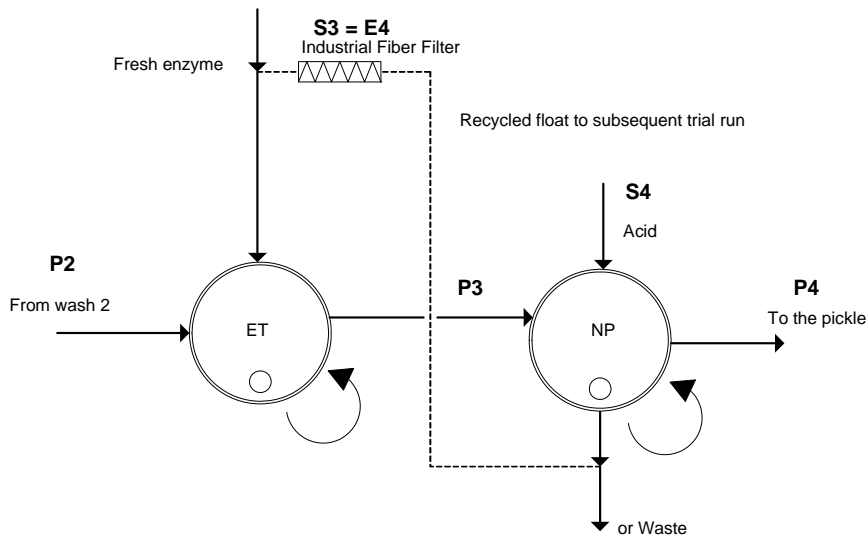 S3 = E4
Industrial Fiber Filter
Fresh enzyme
Recycled float to subsequent trial run
S4
Acid
P2
From wash 2
ET
P3
NP
P4
To the pickle
or Waste